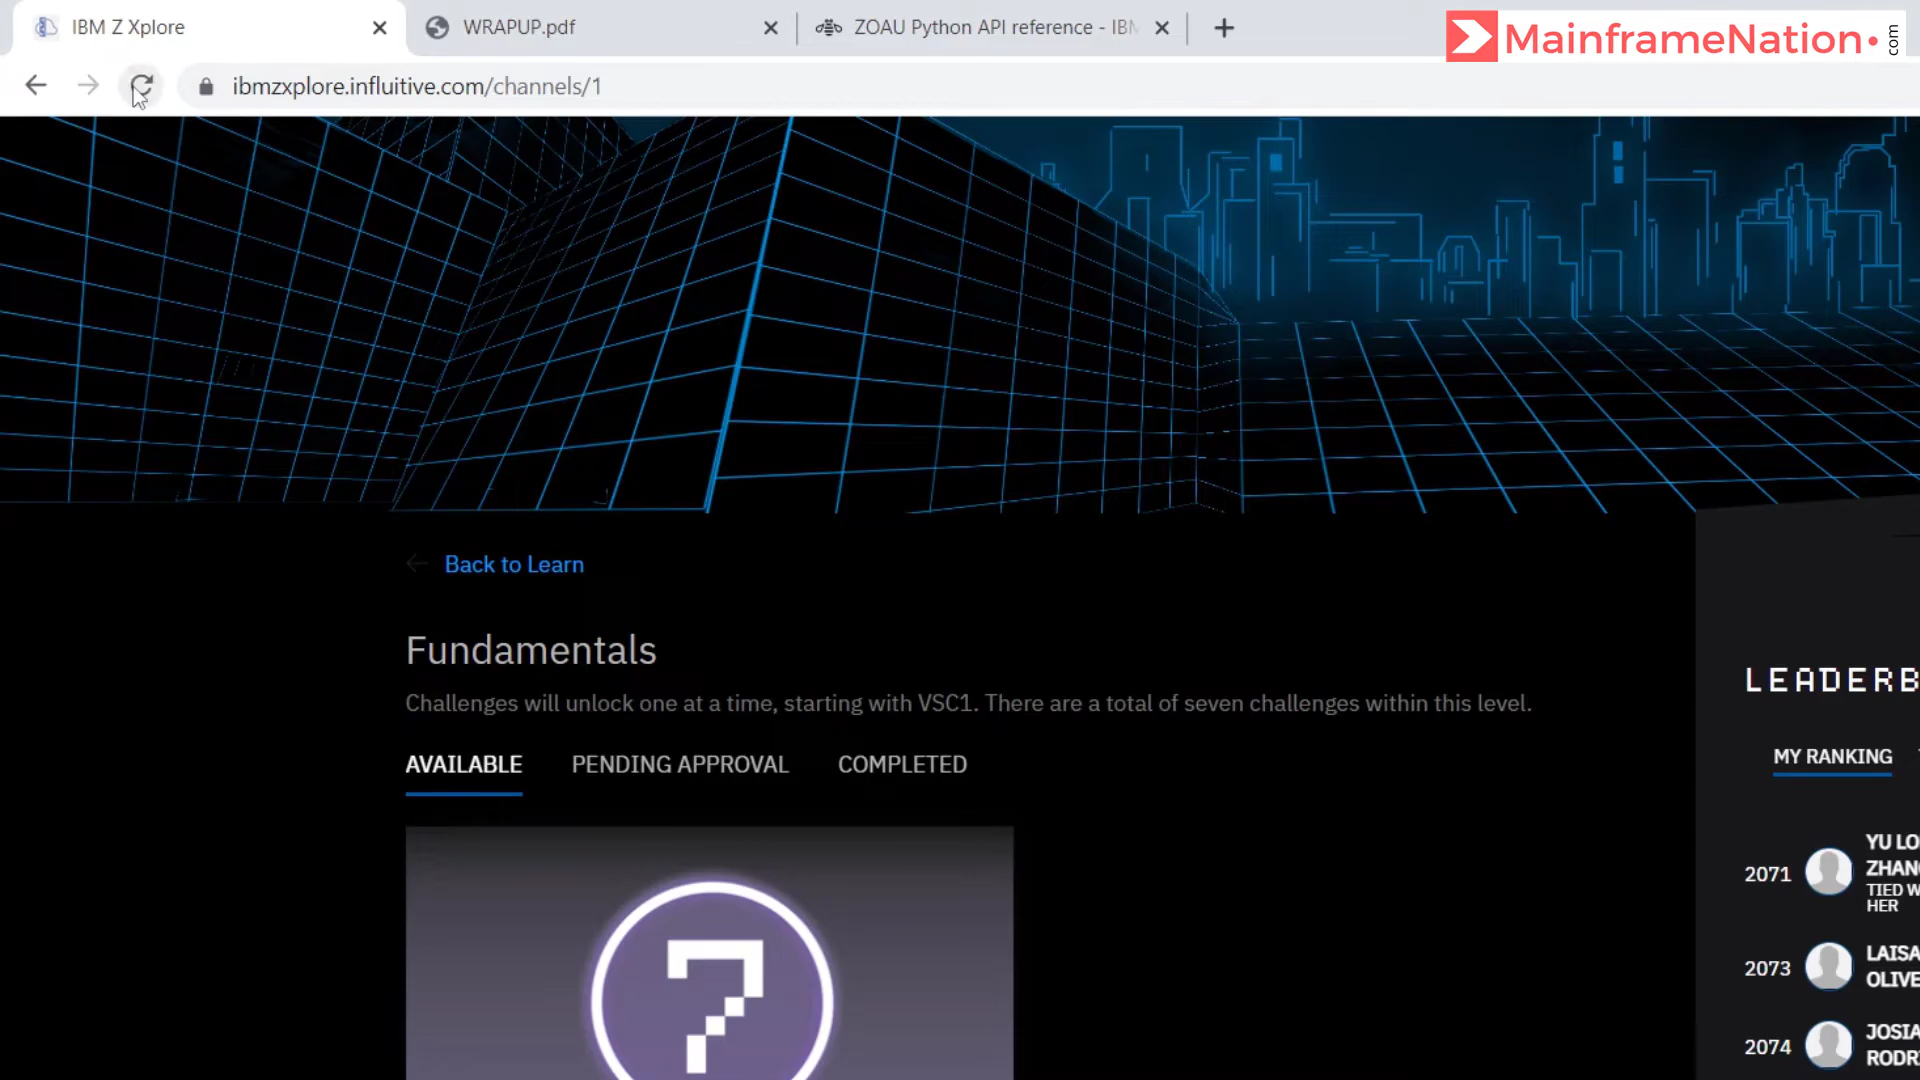 IBM Z Xplore
WRAPUP.pdf
ZOAU Python API reference - IBM
MainframeNation.com
ibmzxplore.influitive.com/channels/1
Back to Learn
Fundamentals
Challenges will unlock one at a time, starting with VSC1. There are a total of seven challenges within this level.
AVAILABLE
PENDING APPROVAL
COMPLETED
?
LEADERB
MY RANKING
2071
YU LO
ZHANG
TIED W
HER
2073
LAISA
OLIVE
2074
JOSIA
RODR